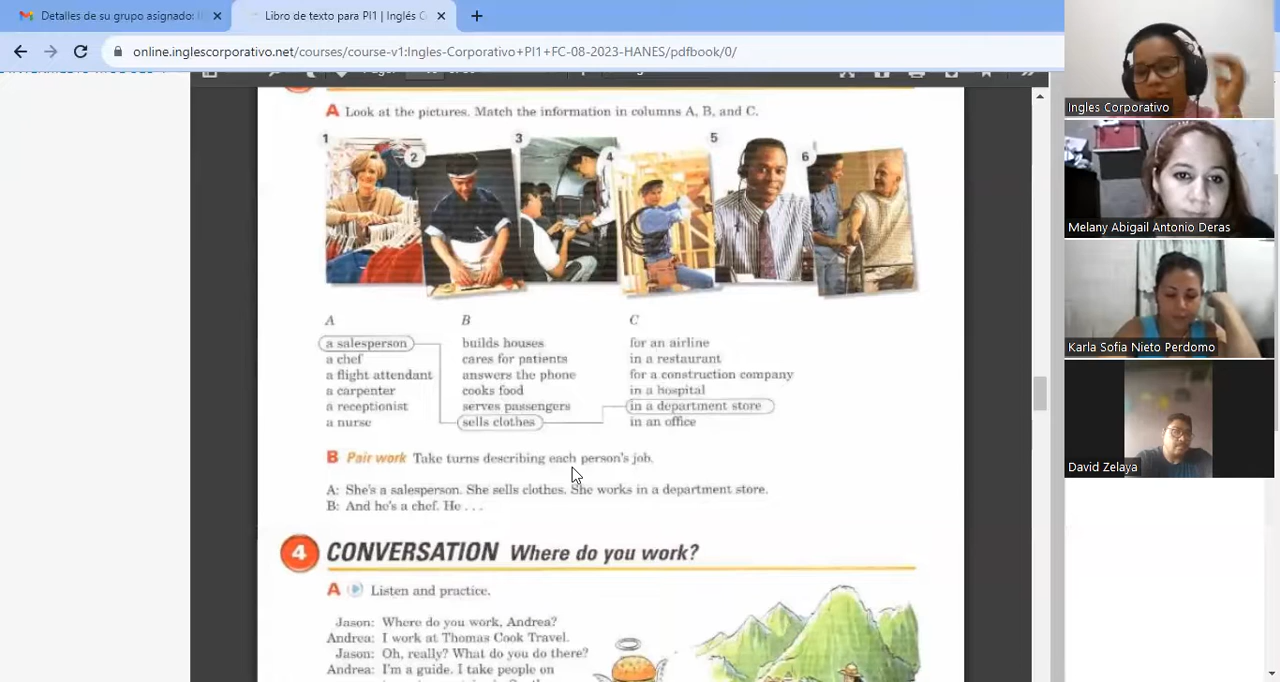 Detalles de su grupo asignado:
Libro de texto para PI1 | Inglés C
online.inglescorporativo.net/courses/course-v1:Ingles-Corporativo+PI1+FC-08-2023-HANES/pdfbook/0/
A Look at the pictures. Match the information in columns A, B, and C.
1 2 3 4 5 6
A B C
a salesperson builds houses for an airline
a chef cares for patients in a restaurant
a flight attendant answers the phone for a construction company
a carpenter cooks food in a hospital
a receptionist serves passengers in a department store
a nurse sells clothes in an office
B Pair work Take turns describing each person's job.
A: She's a salesperson. She sells clothes. She works in a department store.
B: And he's a chef. He . . .
4 CONVERSATION Where do you work?
A Listen and practice.
Jason: Where do you work, Andrea?
Andrea: I work at Thomas Cook Travel.
Jason: Oh, really? What do you do there?
Andrea: I'm a guide. I take people on
Ingles Corporativo
Melany Abigail Antonio Deras
Karla Sofia Nieto Perdomo
David Zelaya